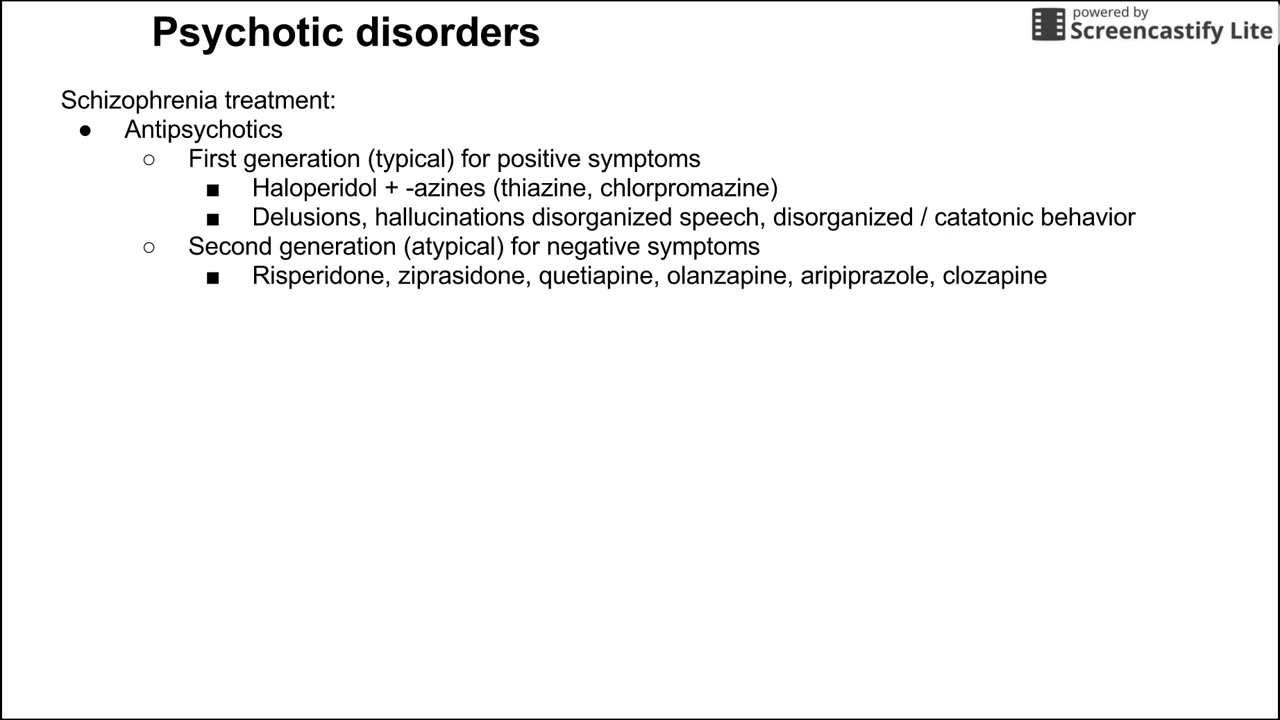 Psychotic disorders
powered by
Screencastify Lite
Schizophrenia treatment:
● Antipsychotics
○ First generation (typical) for positive symptoms
■ Haloperidol + -azines (thiazine, chlorpromazine)
■ Delusions, hallucinations disorganized speech, disorganized / catatonic behavior
○ Second generation (atypical) for negative symptoms
■ Risperidone, ziprasidone, quetiapine, olanzapine, aripiprazole, clozapine